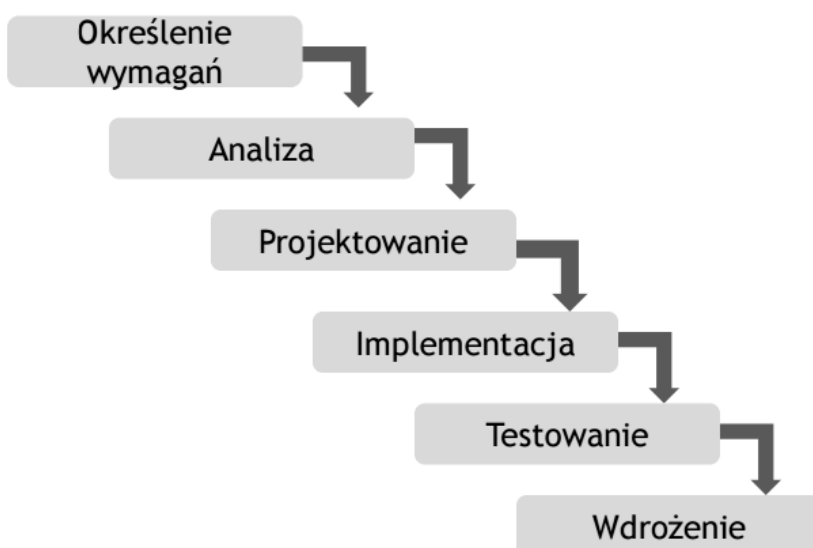 Określenie
wymagań
Analiza
Projektowanie
Implementacja
Testowanie
Wdrożenie